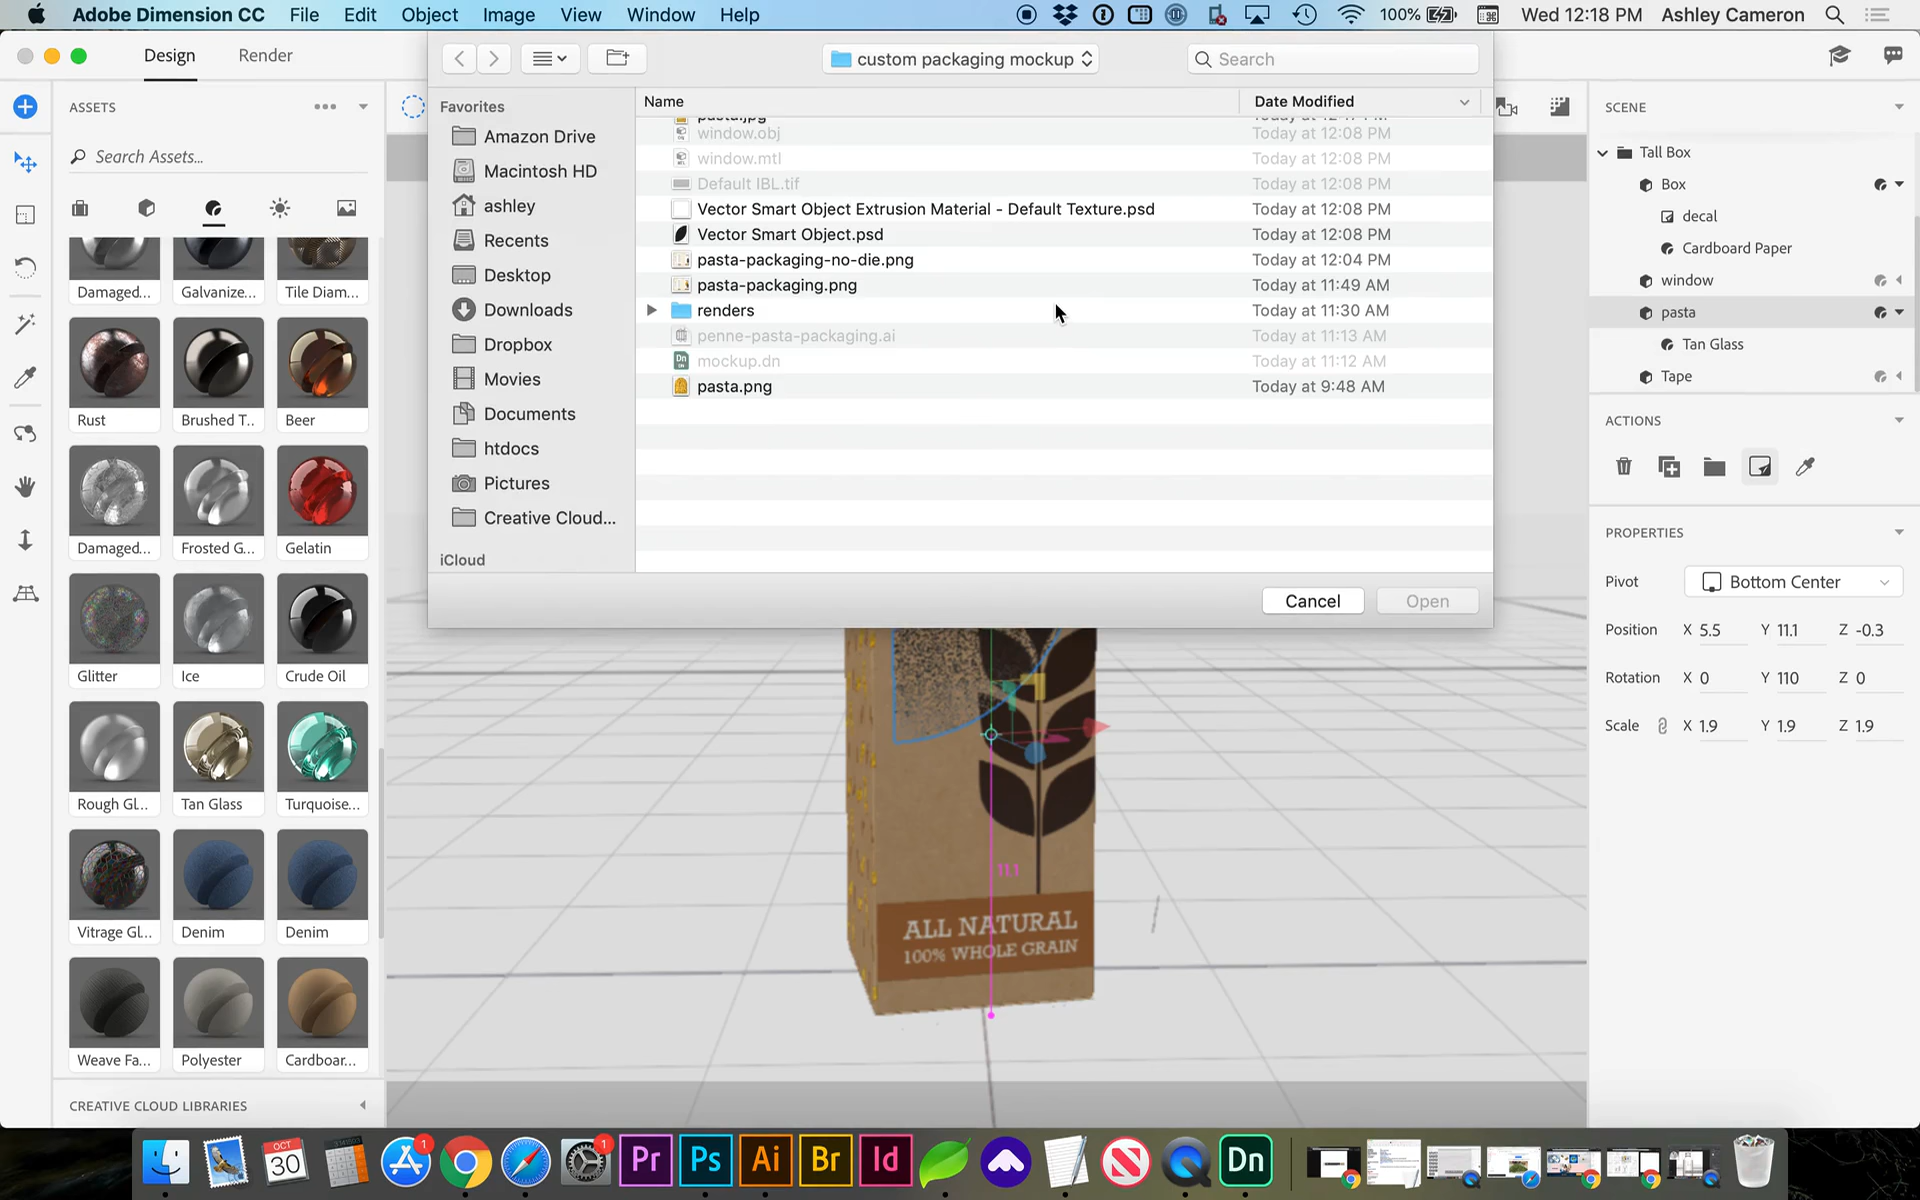 Adobe Dimension CC File Edit Object Image View Window Help
100% Wed 12:18 PM Ashley Cameron
Design Render
custom packaging mockup
Search
ASSETS
Search Assets...
Damaged... Galvanize... Tile Diam...
Rust Brushed T... Beer
Damaged... Frosted G... Gelatin
Glitter Ice Crude Oil
Rough Gl... Tan Glass Turquoise...
Vitrage Gl... Denim Denim
Weave Fa... Polyester Cardboar...
CREATIVE CLOUD LIBRARIES
Favorites
Amazon Drive
Macintosh HD
ashley
Recents
Desktop
Downloads
Dropbox
Movies
Documents
htdocs
Pictures
Creative Cloud...
iCloud
Name Date Modified
pasta.jpg Today at 12:17 PM
window.obj Today at 12:08 PM
window.mtl Today at 12:08 PM
Default IBL.tif Today at 12:08 PM
Vector Smart Object Extrusion Material - Default Texture.psd Today at 12:08 PM
Vector Smart Object.psd Today at 12:08 PM
pasta-packaging-no-die.png Today at 12:04 PM
pasta-packaging.png Today at 11:49 AM
renders Today at 11:30 AM
penne-pasta-packaging.ai Today at 11:13 AM
mockup.dn Today at 11:12 AM
pasta.png Today at 9:48 AM
Cancel Open
11.1
ALL NATURAL
100% WHOLE GRAIN
SCENE
Tall Box
Box
decal
Cardboard Paper
window
pasta
Tan Glass
Tape
ACTIONS
PROPERTIES
Pivot Bottom Center
Position X 5.5 Y 11.1 Z -0.3
Rotation X 0 Y 110 Z 0
Scale X 1.9 Y 1.9 Z 1.9
OCT
30
1
1
Pr Ps Ai Br Id N Dn